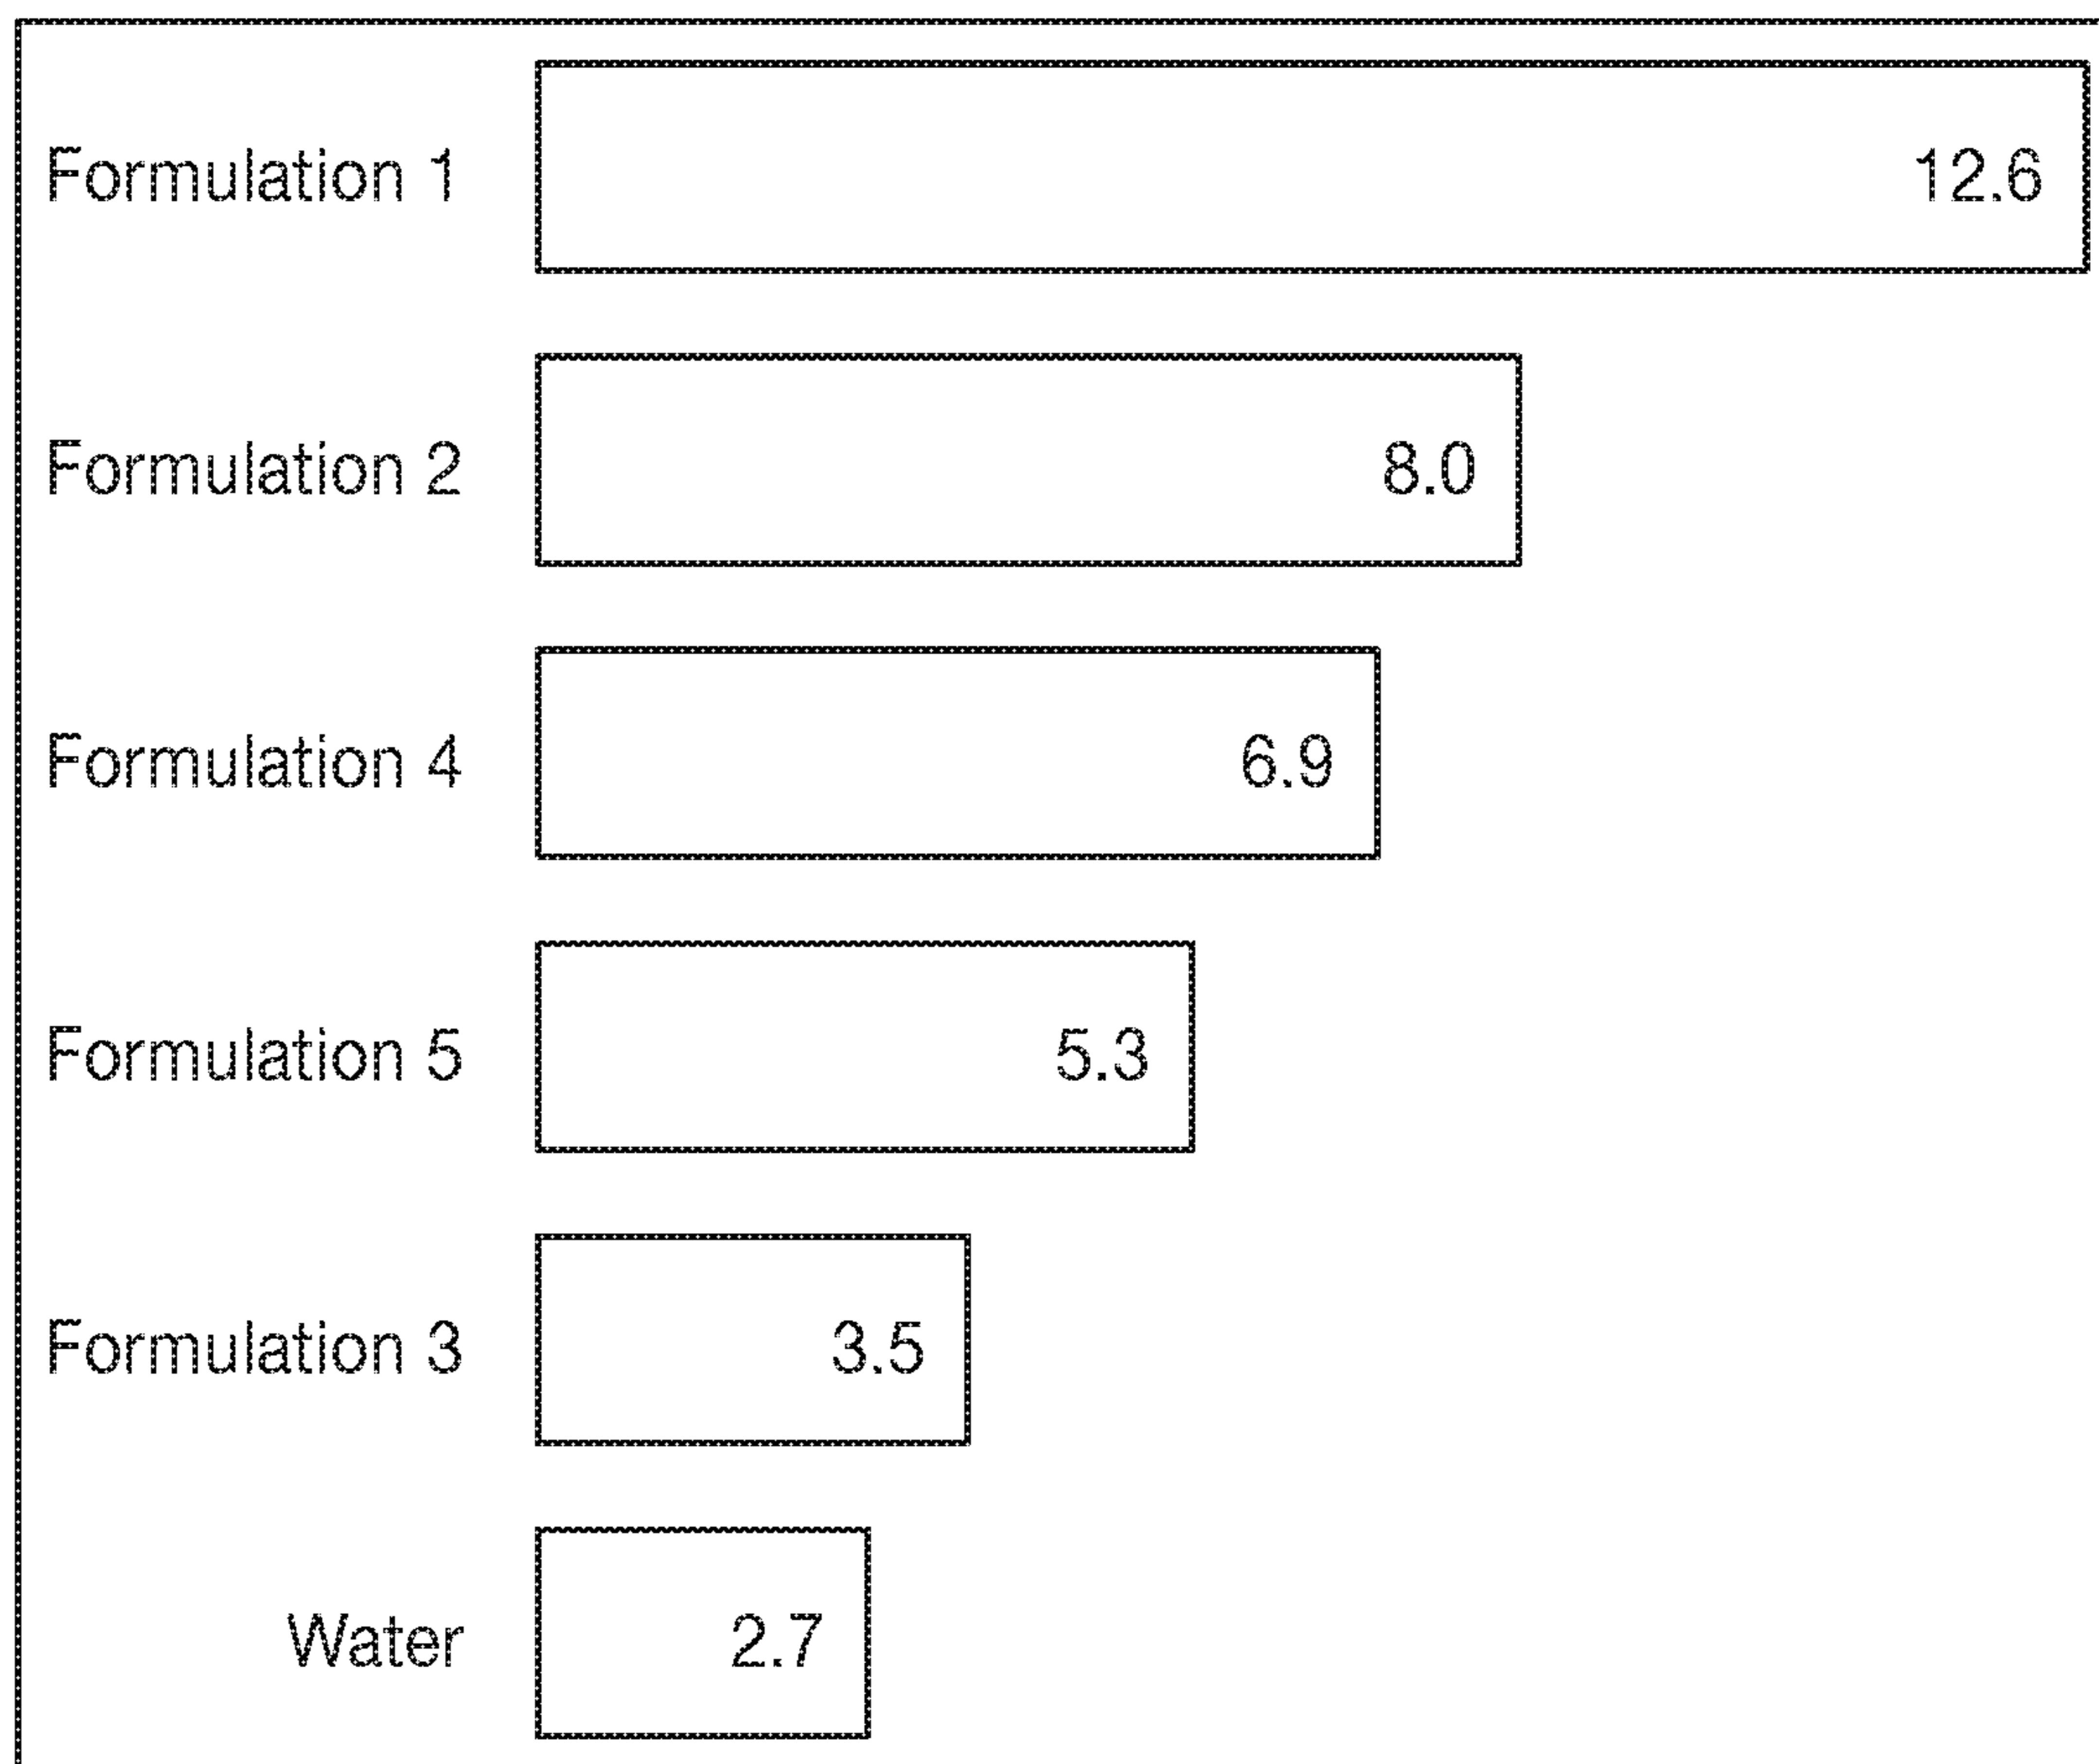 Formulation 1 12.6
Formulation 2 8.0
Formulation 4 6.9
Formulation 5 5.3
Formulation 3 3.5
Water 2.7